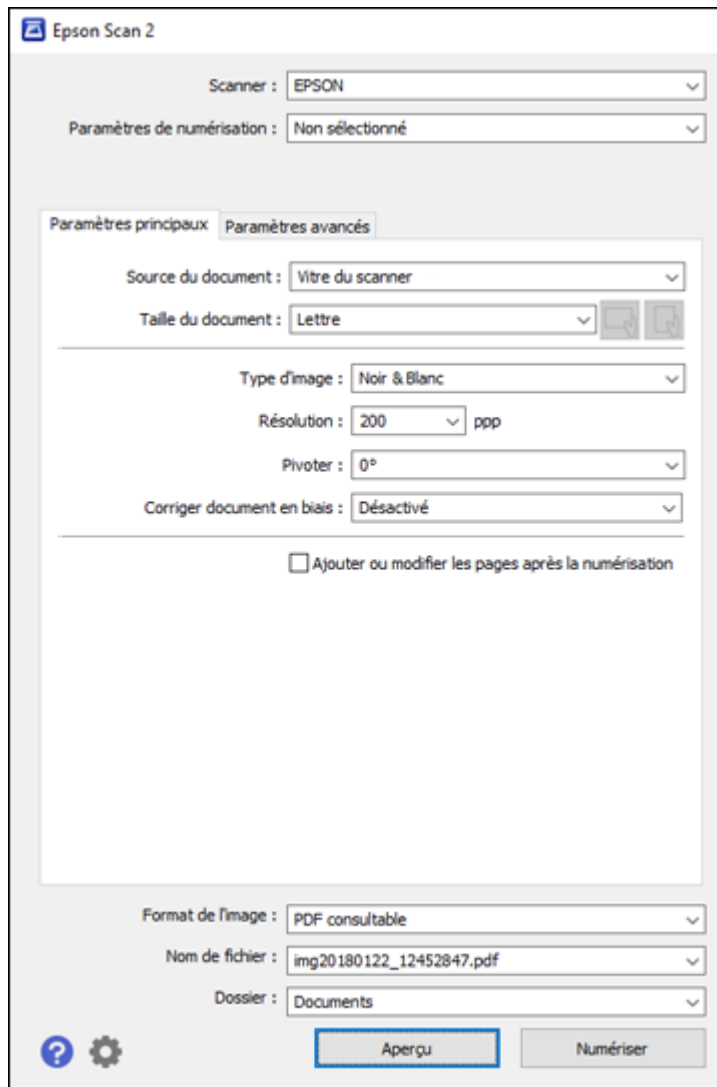 Epson Scan 2
Scanner : EPSON
Paramètres de numérisation : Non sélectionné
Paramètres principaux Paramètres avancés
Source du document : Vitre du scanner
Taille du document : Lettre
Type d'image : Noir & Blanc
Résolution : 200 ppp
Pivoter : 0°
Corriger document en biais : Désactivé
Ajouter ou modifier les pages après la numérisation
Format de l'image : PDF consultable
Nom de fichier : img20180122_12452847.pdf
Dossier : Documents
? Aperçu Numériser